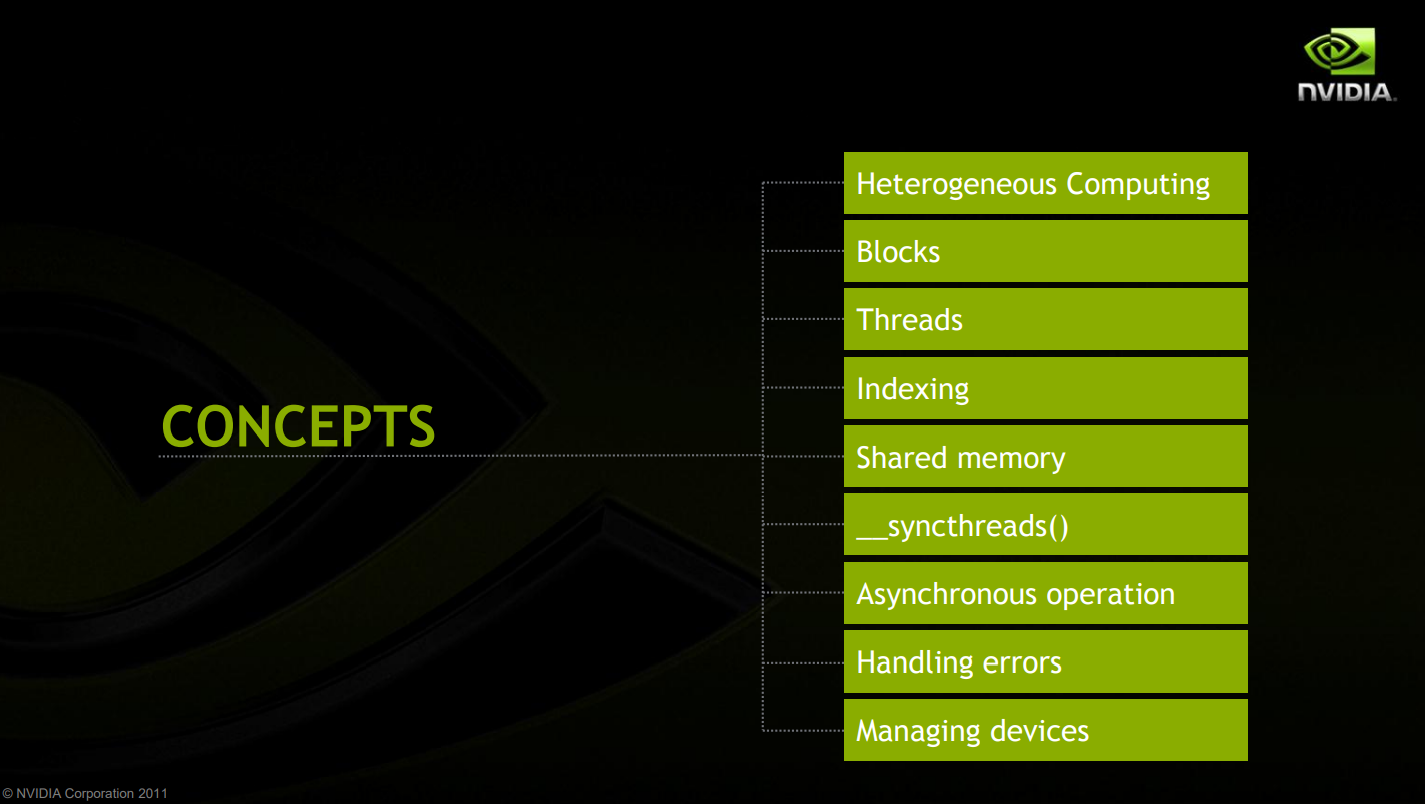 NVIDIA
Heterogeneous Computing
Blocks
Threads
Indexing
CONCEPTS
Shared memory
__syncthreads()
Asynchronous operation
Handling errors
Managing devices
© NVIDIA Corporation 2011